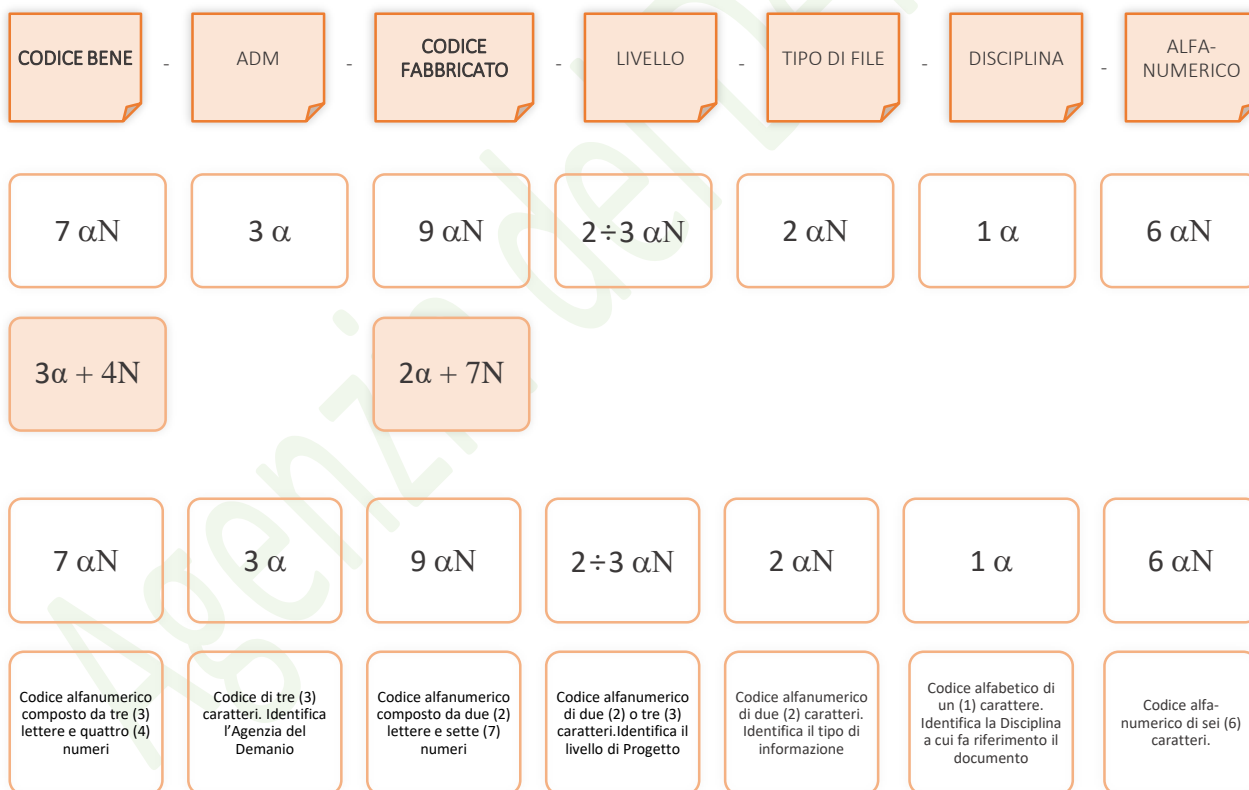 CODICE BENE - ADM - CODICE FABBRICATO - LIVELLO - TIPO DI FILE - DISCIPLINA - ALFA-NUMERICO
7 αN 3 α 9 αN 2÷3 αN 2 αN 1 α 6 αN
3α + 4N 2α + 7N
7 αN 3 α 9 αN 2÷3 αN 2 αN 1 α 6 αN
Codice alfanumerico
composto da tre (3)
lettere e quattro (4)
numeri
Codice di tre (3)
caratteri. Identifica
l'Agenzia del
Demanio
Codice alfanumerico
composto da due (2)
lettere e sette (7)
numeri
Codice alfanumerico
di due (2) o tre (3)
caratteri.Identifica il
livello di Progetto
Codice alfanumerico
di due (2) caratteri.
Identifica il tipo di
informazione
Codice alfabetico di
un (1) carattere.
Identifica la Disciplina
a cui fa riferimento il
documento
Codice alfa-
numerico di sei (6)
caratteri.